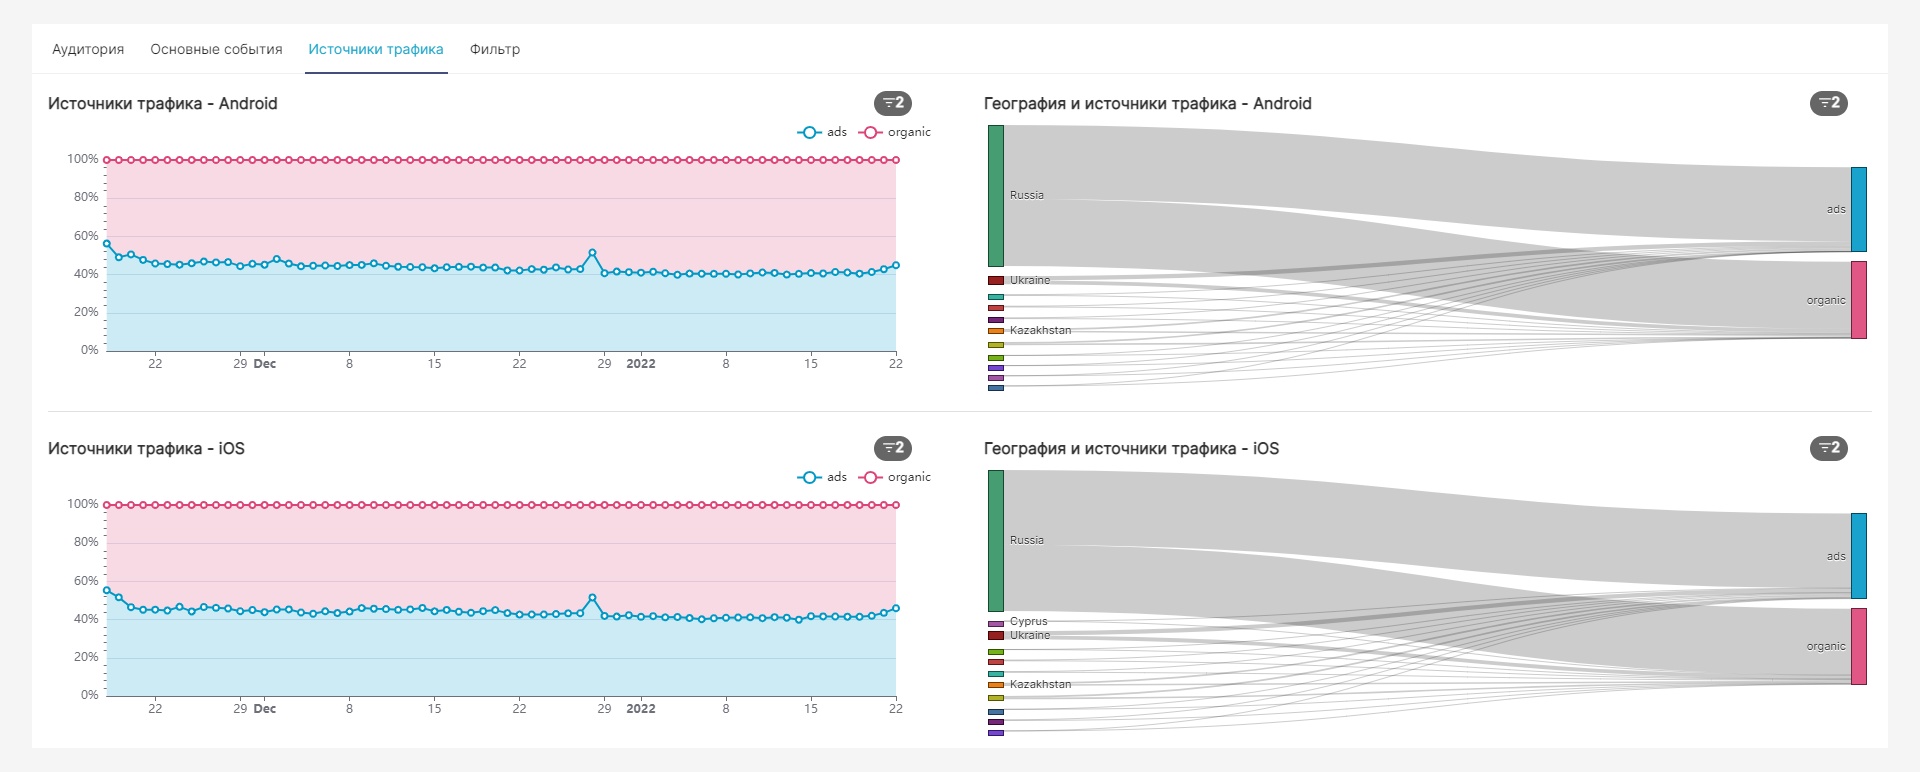 Аудитория Основные события Источники трафика Фильтр
Источники трафика - Android
2
ads organic
100%
80%
60%
40%
20%
0%
22 29 Dec 8 15 22 29 2022 8 15 22
География и источники трафика - Android
2
Russia
Ukraine
Kazakhstan
ads
organic
Источники трафика - iOS
2
ads organic
100%
80%
60%
40%
20%
0%
22 29 Dec 8 15 22 29 2022 8 15 22
География и источники трафика - iOS
2
Russia
Cyprus
Ukraine
Kazakhstan
ads
organic